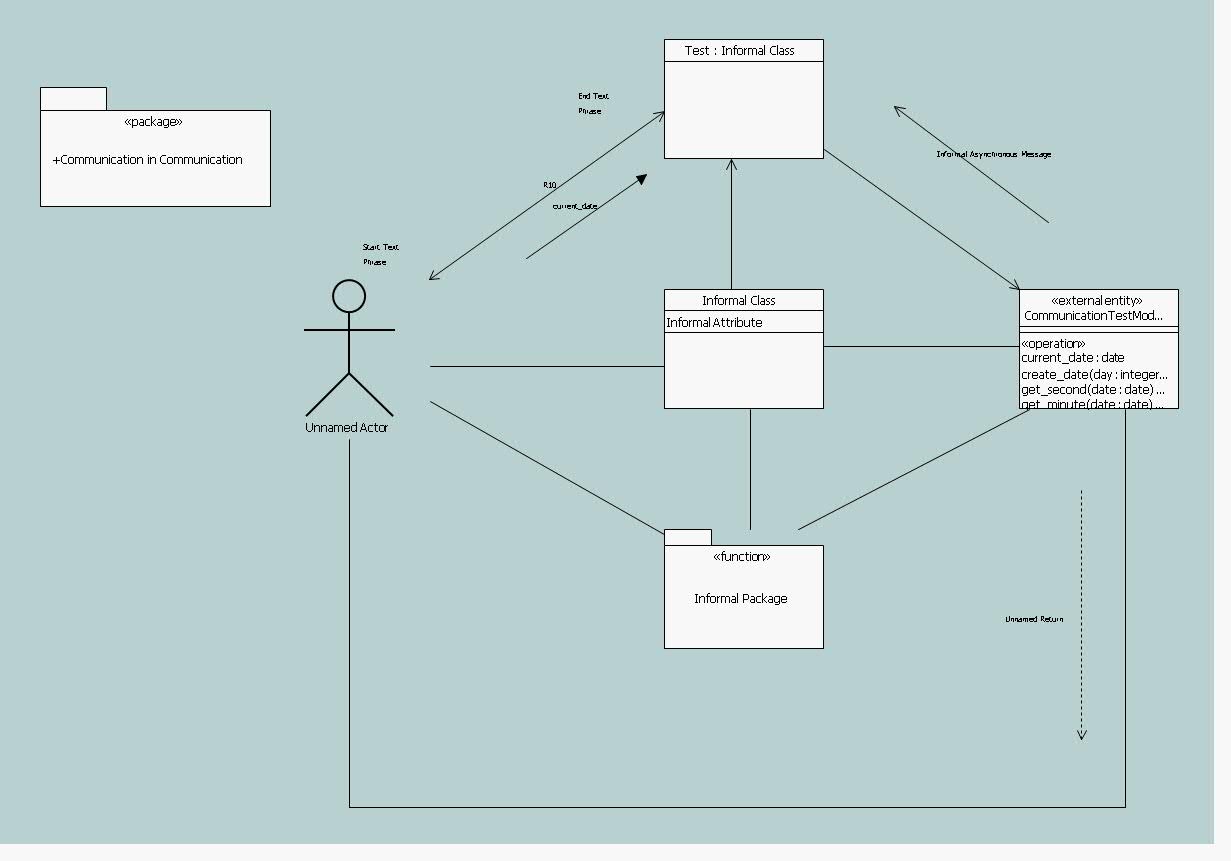 Test : Informal Class
End Text
Phrase
«package»
+Communication in Communication
Informal Asynchronous Message
R10
current_date
Start Text
Phrase
Informal Class
Informal Attribute
«external entity»
CommunicationTestMod...
«operation»
current_date : date
create_date(day : integer...
get_second(date : date) ...
get_minute(date : date) ...
Unnamed Actor
«function»
Informal Package
Unnamed Return